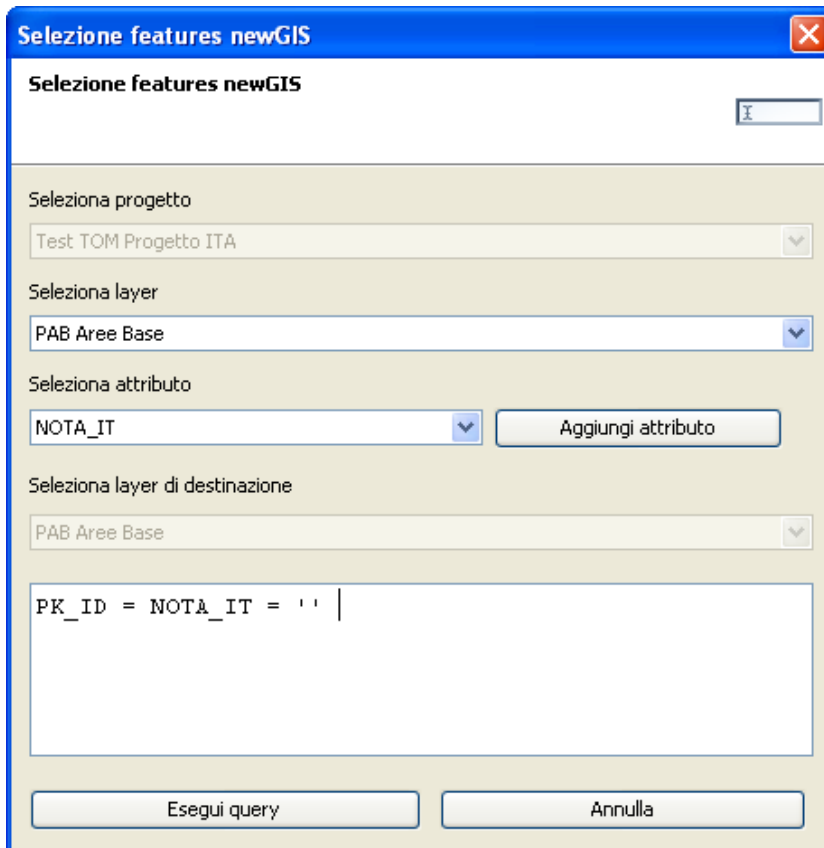 Selezione features newGIS
Selezione features newGIS
Seleziona progetto
Test TOM Progetto ITA
Seleziona layer
PAB Aree Base
Seleziona attributo
NOTA_IT
Aggiungi attributo
Seleziona layer di destinazione
PAB Aree Base
PK_ID = NOTA_IT = ''
Esegui query Annulla